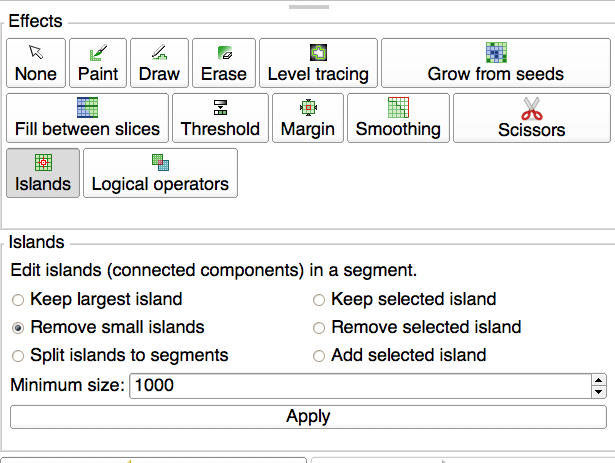 Effects
None Paint Draw Erase Level tracing Grow from seeds
Fill between slices Threshold Margin Smoothing Scissors
Islands Logical operators
Islands
Edit islands (connected components) in a segment.
Keep largest island Keep selected island
Remove small islands Remove selected island
Split islands to segments Add selected island
Minimum size: 1000
Apply